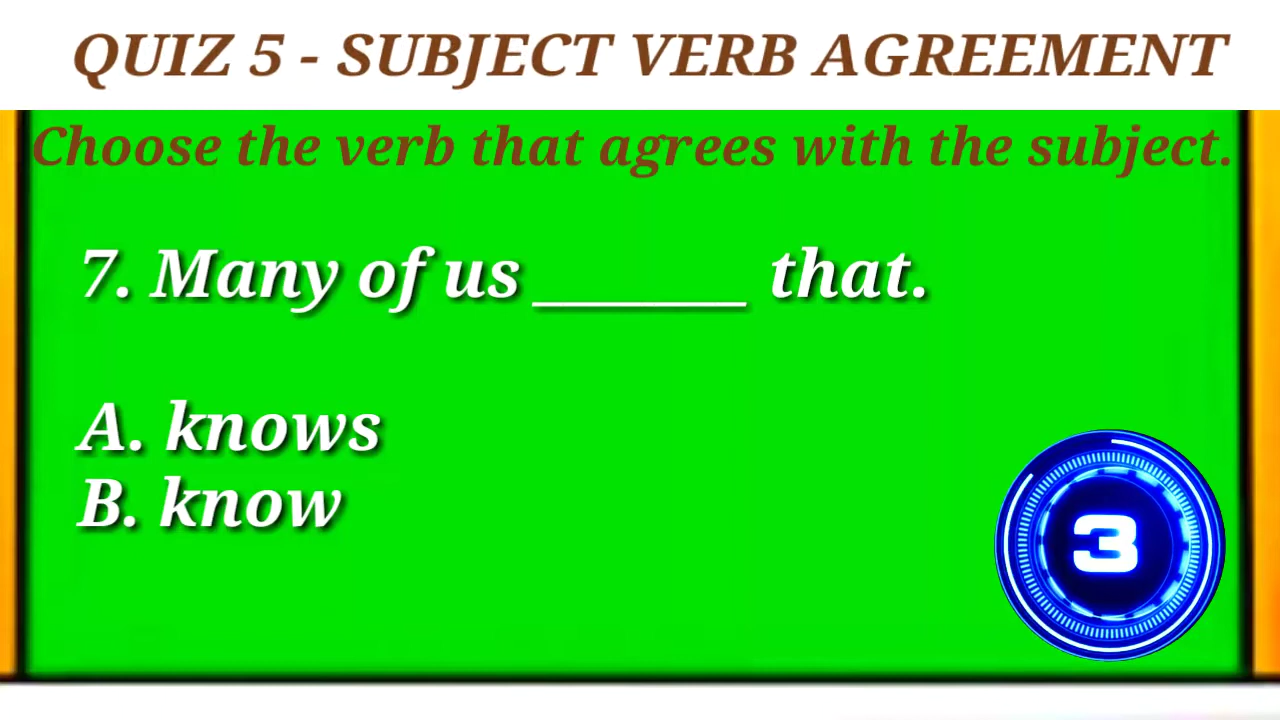 QUIZ 5 - SUBJECT VERB AGREEMENT
Choose the verb that agrees with the subject.
7. Many of us _______ that.
A. knows
B. know
3